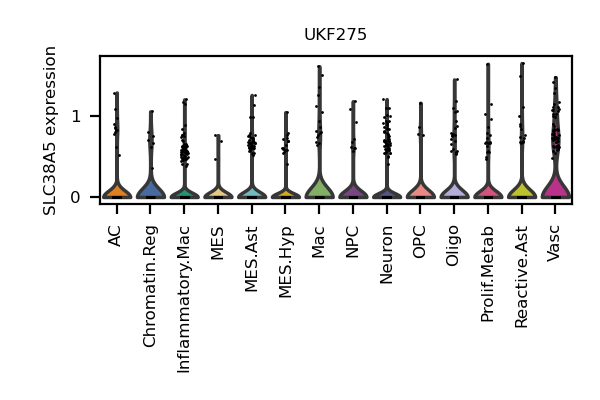 UKF275
SLC38A5 expression
1
0
AC
Chromatin.Reg
Inflammatory.Mac
MES
MES.Ast
MES.Hyp
Mac
NPC
Neuron
OPC
Oligo
Prolif.Metab
Reactive.Ast
Vasc